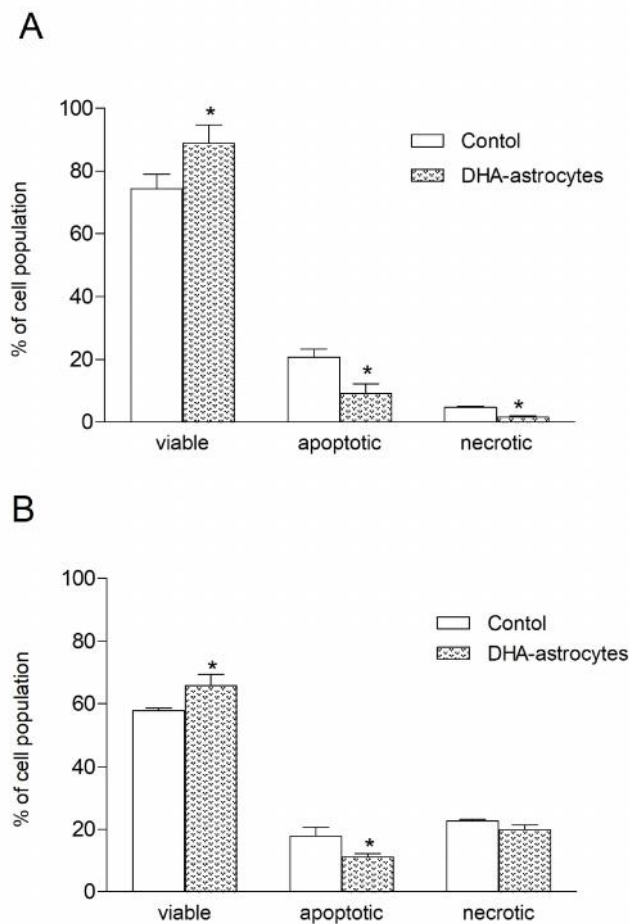 A
% of cell population
100
80
60
40
20
0
*
*
*
Contol
DHA-astrocytes
viable
apoptotic
necrotic
B
% of cell population
100
80
60
40
20
0
*
*
Contol
DHA-astrocytes
viable
apoptotic
necrotic